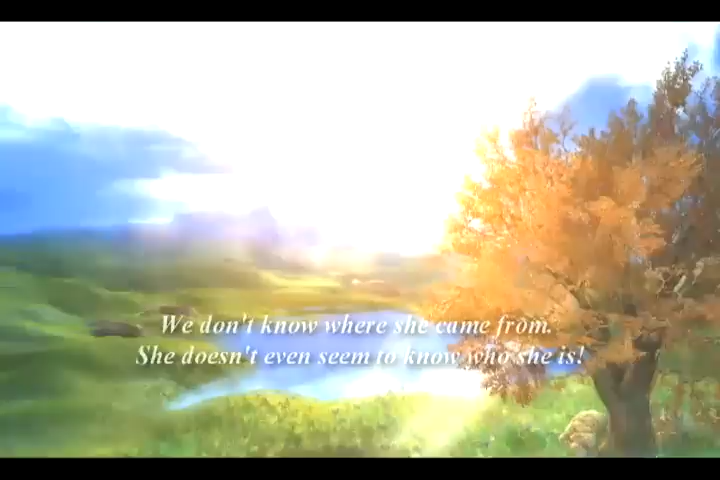 We don't know where she came from.
She doesn't even seem to know who she is!